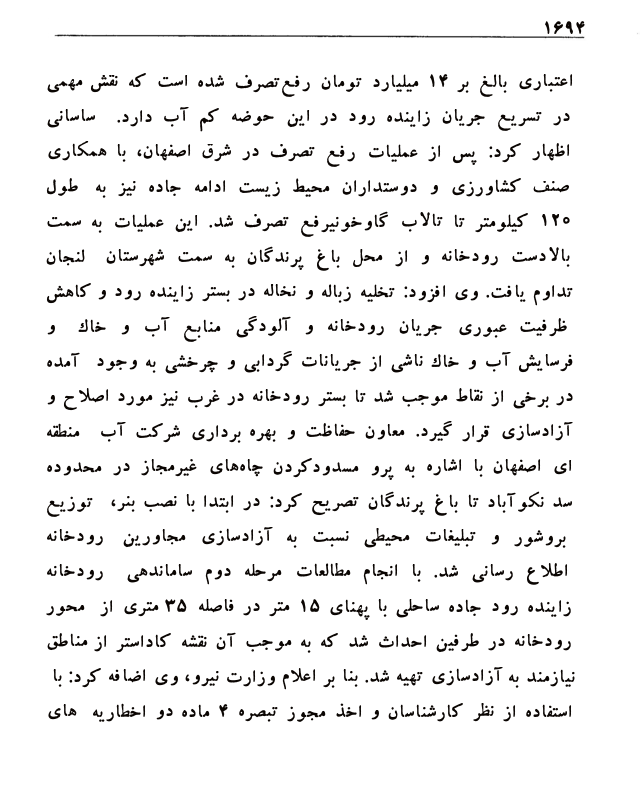 ۱۶۹۴
اعتباری بالغ بر ۱۴ میلیارد تومان رفع‌تصرف شده است که نقش مهمی
در تسریع جریان زاینده رود در این حوضه کم آب دارد. ساسانی
اظهار کرد: پس از عملیات رفع تصرف در شرق اصفهان، با همکاری
صنف کشاورزی و دوستداران محیط زیست ادامه جاده نیز به طول
۱۲۰ کیلومتر تا تالاب گاوخونیرفع تصرف شد. این عملیات به سمت
بالادست رودخانه و از محل باغ پرندگان به سمت شهرستان لنجان
تداوم یافت. وی افزود: تخلیه زباله و نخاله در بستر زاینده رود و کاهش
ظرفیت عبوری جریان رودخانه و آلودگی منابع آب و خاك و
فرسایش آب و خاك ناشی از جریانات گردابی و چرخشی به وجود آمده
در برخی از نقاط موجب شد تا بستر رودخانه در غرب نیز مورد اصلاح و
آزادسازی قرار گیرد. معاون حفاظت و بهره برداری شرکت آب منطقه
ای اصفهان با اشاره به پرو مسدودکردن چاه‌های غیرمجاز در محدوده
سد نکوآباد تا باغ پرندگان تصریح کرد: در ابتدا با نصب بنر، توزیع
بروشور و تبلیغات محیطی نسبت به آزادسازی مجاورین رودخانه
اطلاع رسانی شد. با انجام مطالعات مرحله دوم ساماندهی رودخانه
زاینده رود جاده ساحلی با پهنای ۱۵ متر در فاصله ۳۵ متری از محور
رودخانه در طرفین احداث شد که به موجب آن نقشه کاداستر از مناطق
نیازمند به آزادسازی تهیه شد. بنا بر اعلام وزارت نیرو، وی اضافه کرد: با
استفاده از نظر کارشناسان و اخذ مجوز تبصره ۴ ماده دو اخطاریه های